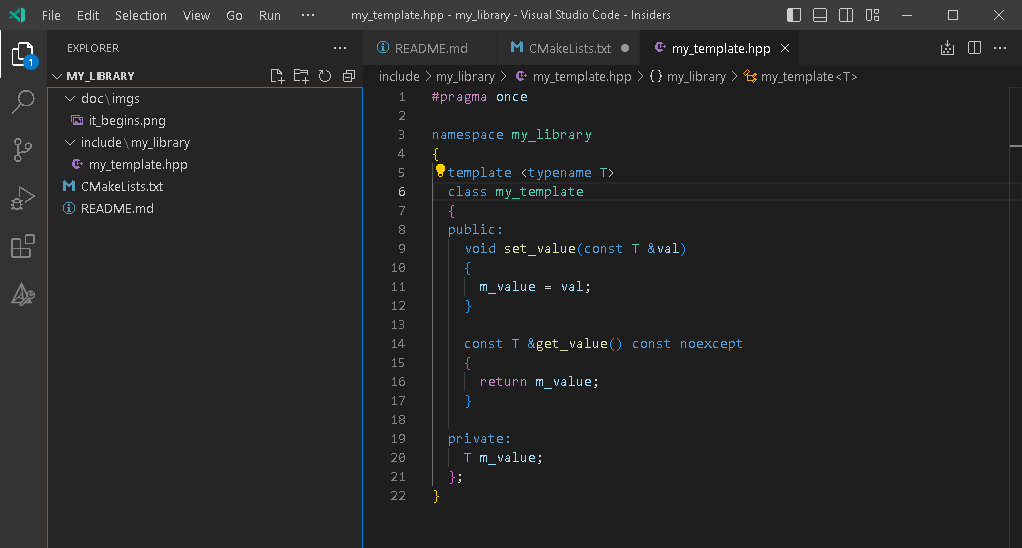 File Edit Selection View Go Run ··· my_template.hpp - my_library - Visual Studio Code - Insiders
EXPLORER ···
README.md CMakeLists.txt my_template.hpp
1
MY_LIBRARY
include > my_library > my_template.hpp > {} my_library > my_template<T>
doc\imgs
it_begins.png
include\my_library
my_template.hpp
CMakeLists.txt
README.md
1 #pragma once
2
3 namespace my_library
4 {
5 template <typename T>
6 class my_template
7 {
8 public:
9 void set_value(const T &val)
10 {
11 m_value = val;
12 }
13
14 const T &get_value() const noexcept
15 {
16 return m_value;
17 }
18
19 private:
20 T m_value;
21 };
22 }